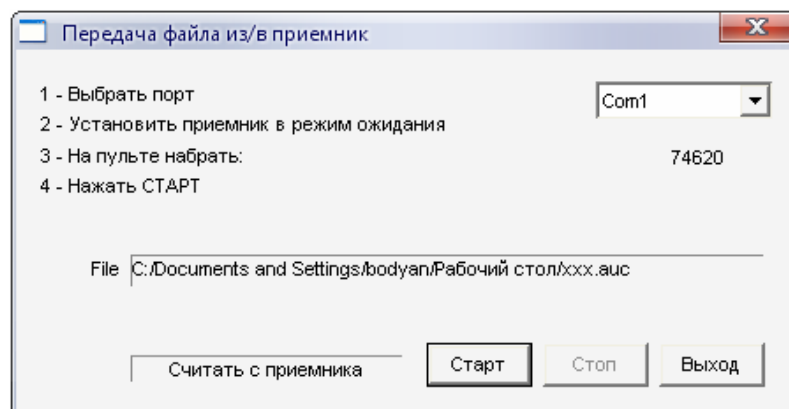 Передача файла из/в приемник
1 - Выбрать порт
Com1
2 - Установить приемник в режим ожидания
3 - На пульте набрать:
74620
4 - Нажать СТАРТ
File C:/Documents and Settings/bodyan/Рабочий стол/xxx.auc
Считать с приемника
Старт
Стоп
Выход